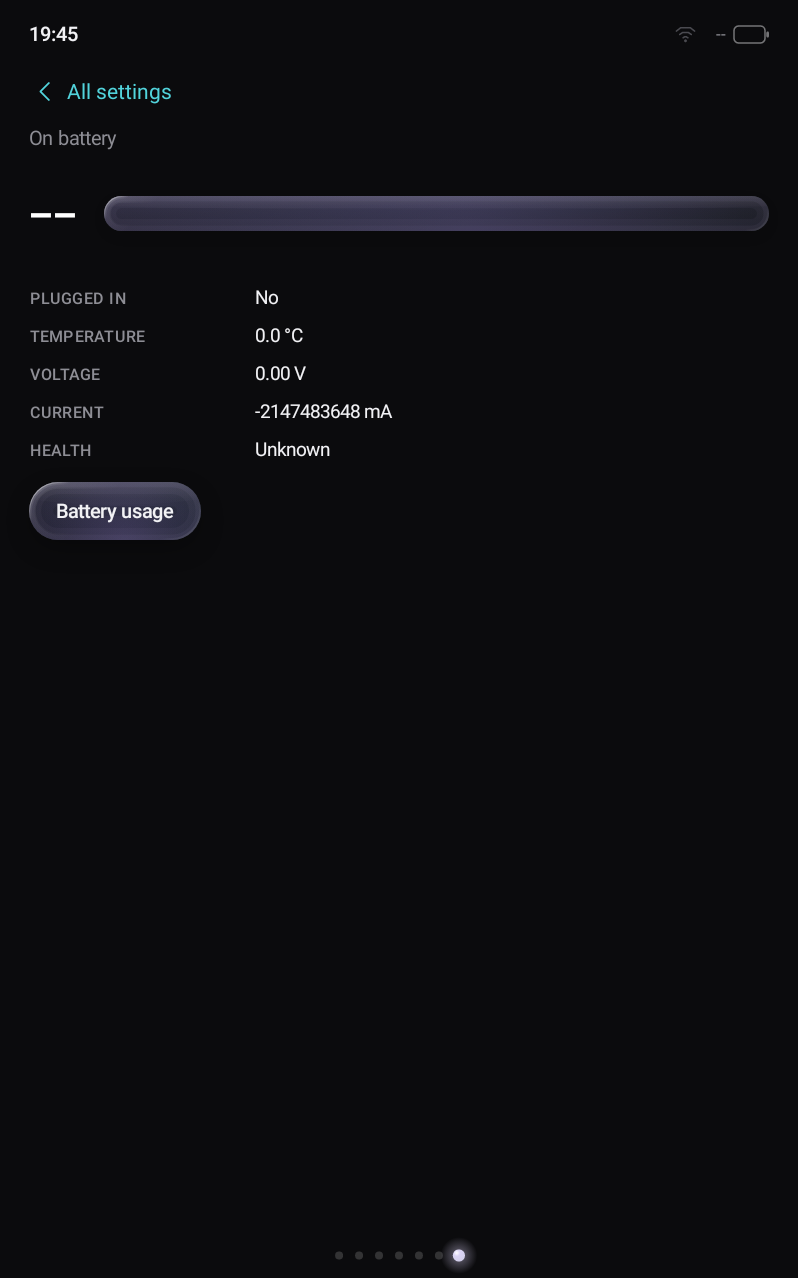 19:45
--
All settings
On battery
--
PLUGGED IN No
TEMPERATURE 0.0 °C
VOLTAGE 0.00 V
CURRENT -2147483648 mA
HEALTH Unknown
Battery usage